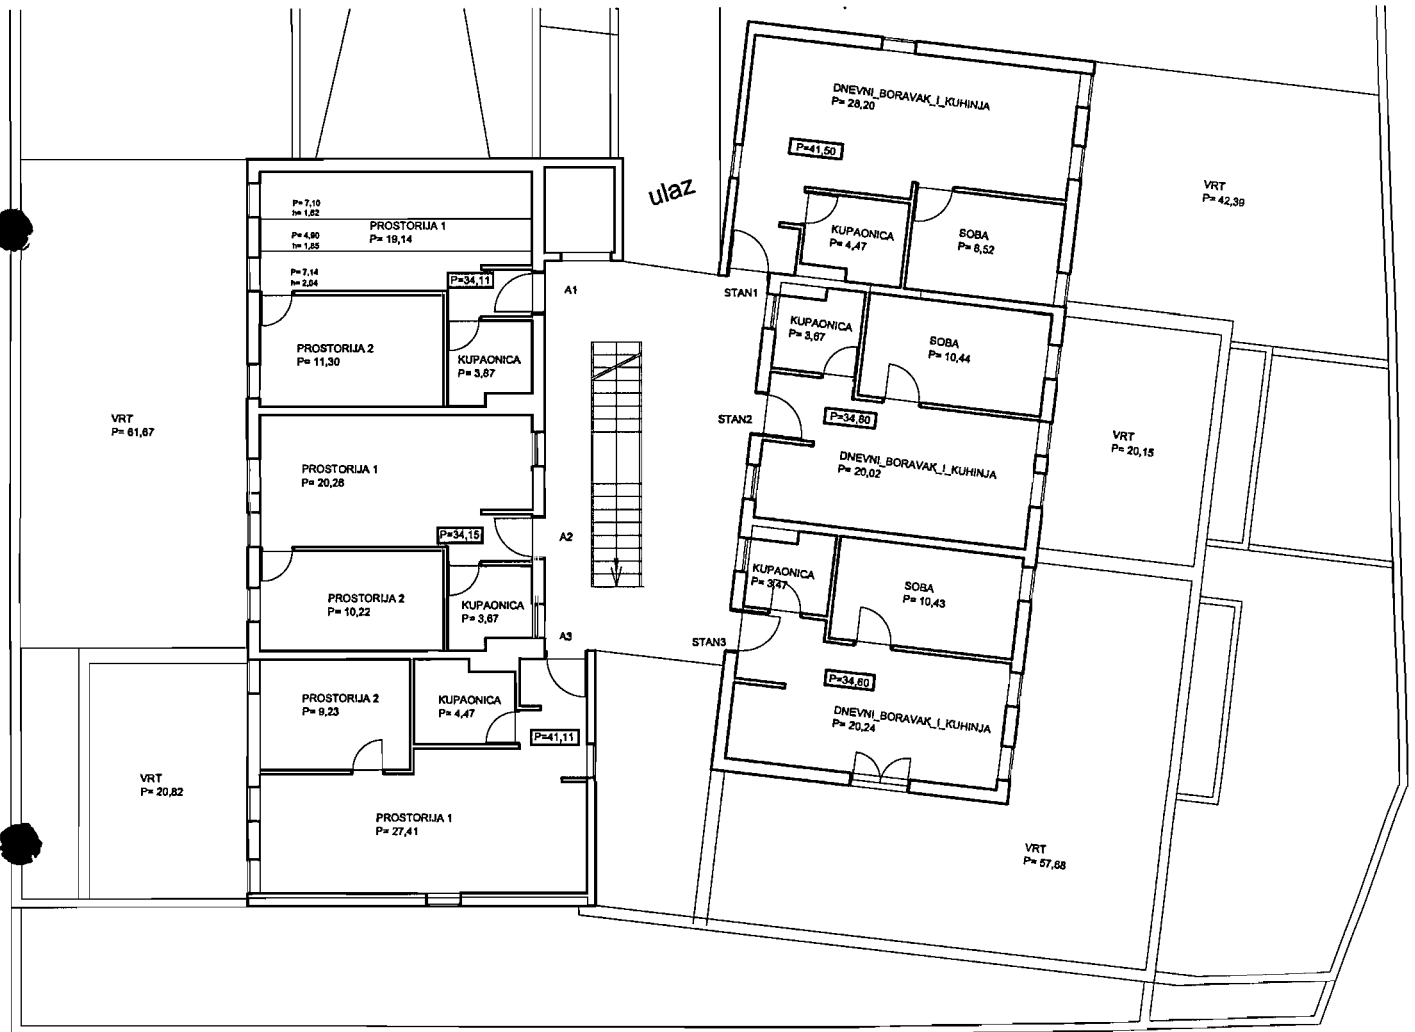 DNEVNI_BORAVAK_I_KUHINJA
P= 28,20
P=41,50
ulaz
VRT
P= 42,39
P= 7,10
h= 1,62
PROSTORIJA 1
P= 19,14
P= 4,90
h= 1,85
P= 7,14
h= 2,04
P=34,11
A1
KUPAONICA
P= 4,47
SOBA
P= 8,52
STAN1
KUPAONICA
P= 3,67
SOBA
P= 10,44
PROSTORIJA 2
P= 11,30
KUPAONICA
P= 3,67
VRT
P= 61,67
STAN2
P=34,60
VRT
P= 20,15
DNEVNI_BORAVAK_I_KUHINJA
P= 20,02
PROSTORIJA 1
P= 20,26
P=34,15
A2
KUPAONICA
P= 3,47
SOBA
P= 10,43
PROSTORIJA 2
P= 10,22
KUPAONICA
P= 3,67
A3
STAN3
P=34,60
DNEVNI_BORAVAK_I_KUHINJA
P= 20,24
PROSTORIJA 2
P= 9,23
KUPAONICA
P= 4,47
P=41,11
VRT
P= 20,82
PROSTORIJA 1
P= 27,41
VRT
P= 57,68